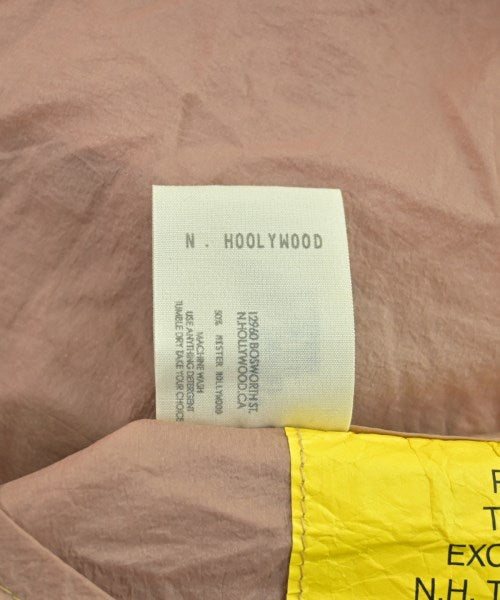 N. HOOLYWOOD
12960 BOSWORTH ST.
N.HOLLYWOOD.CA
50% MISTER HOLLYWOOD
MACHINE WASH
USE ANYTHING DETERGENT
TUMBLE DRY TAKE YOUR CHOICE
T
EXC
N.H. T